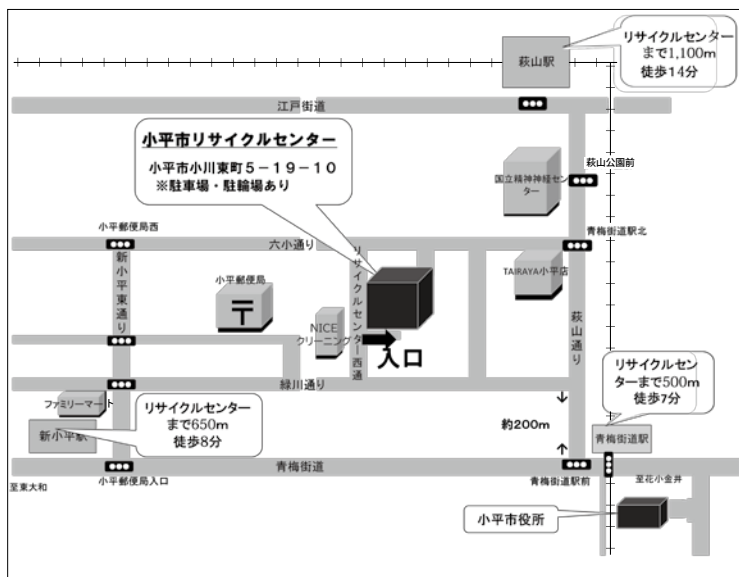 リサイクルセンター
まで1,100m
徒歩14分
萩山駅
江戸街道
小平市リサイクルセンター
小平市小川東町5－19－10
※駐車場・駐輪場あり
萩山公園前
国立精神神経センター
小平郵便局西
青梅街道駅北
六小通り
新小平東通り
小平郵便局
〒
リサイクルセンター西通
TAIRAYA小平店
萩山通り
NICE
クリーニング
入口
リサイクルセン
ターまで500m
徒歩7分
緑川通り
ファミリーマート
リサイクルセンター
まで650m
徒歩8分
新小平駅
約200m
青梅街道駅
青梅街道
至東大和
小平郵便局入口
青梅街道駅前
至花小金井
小平市役所